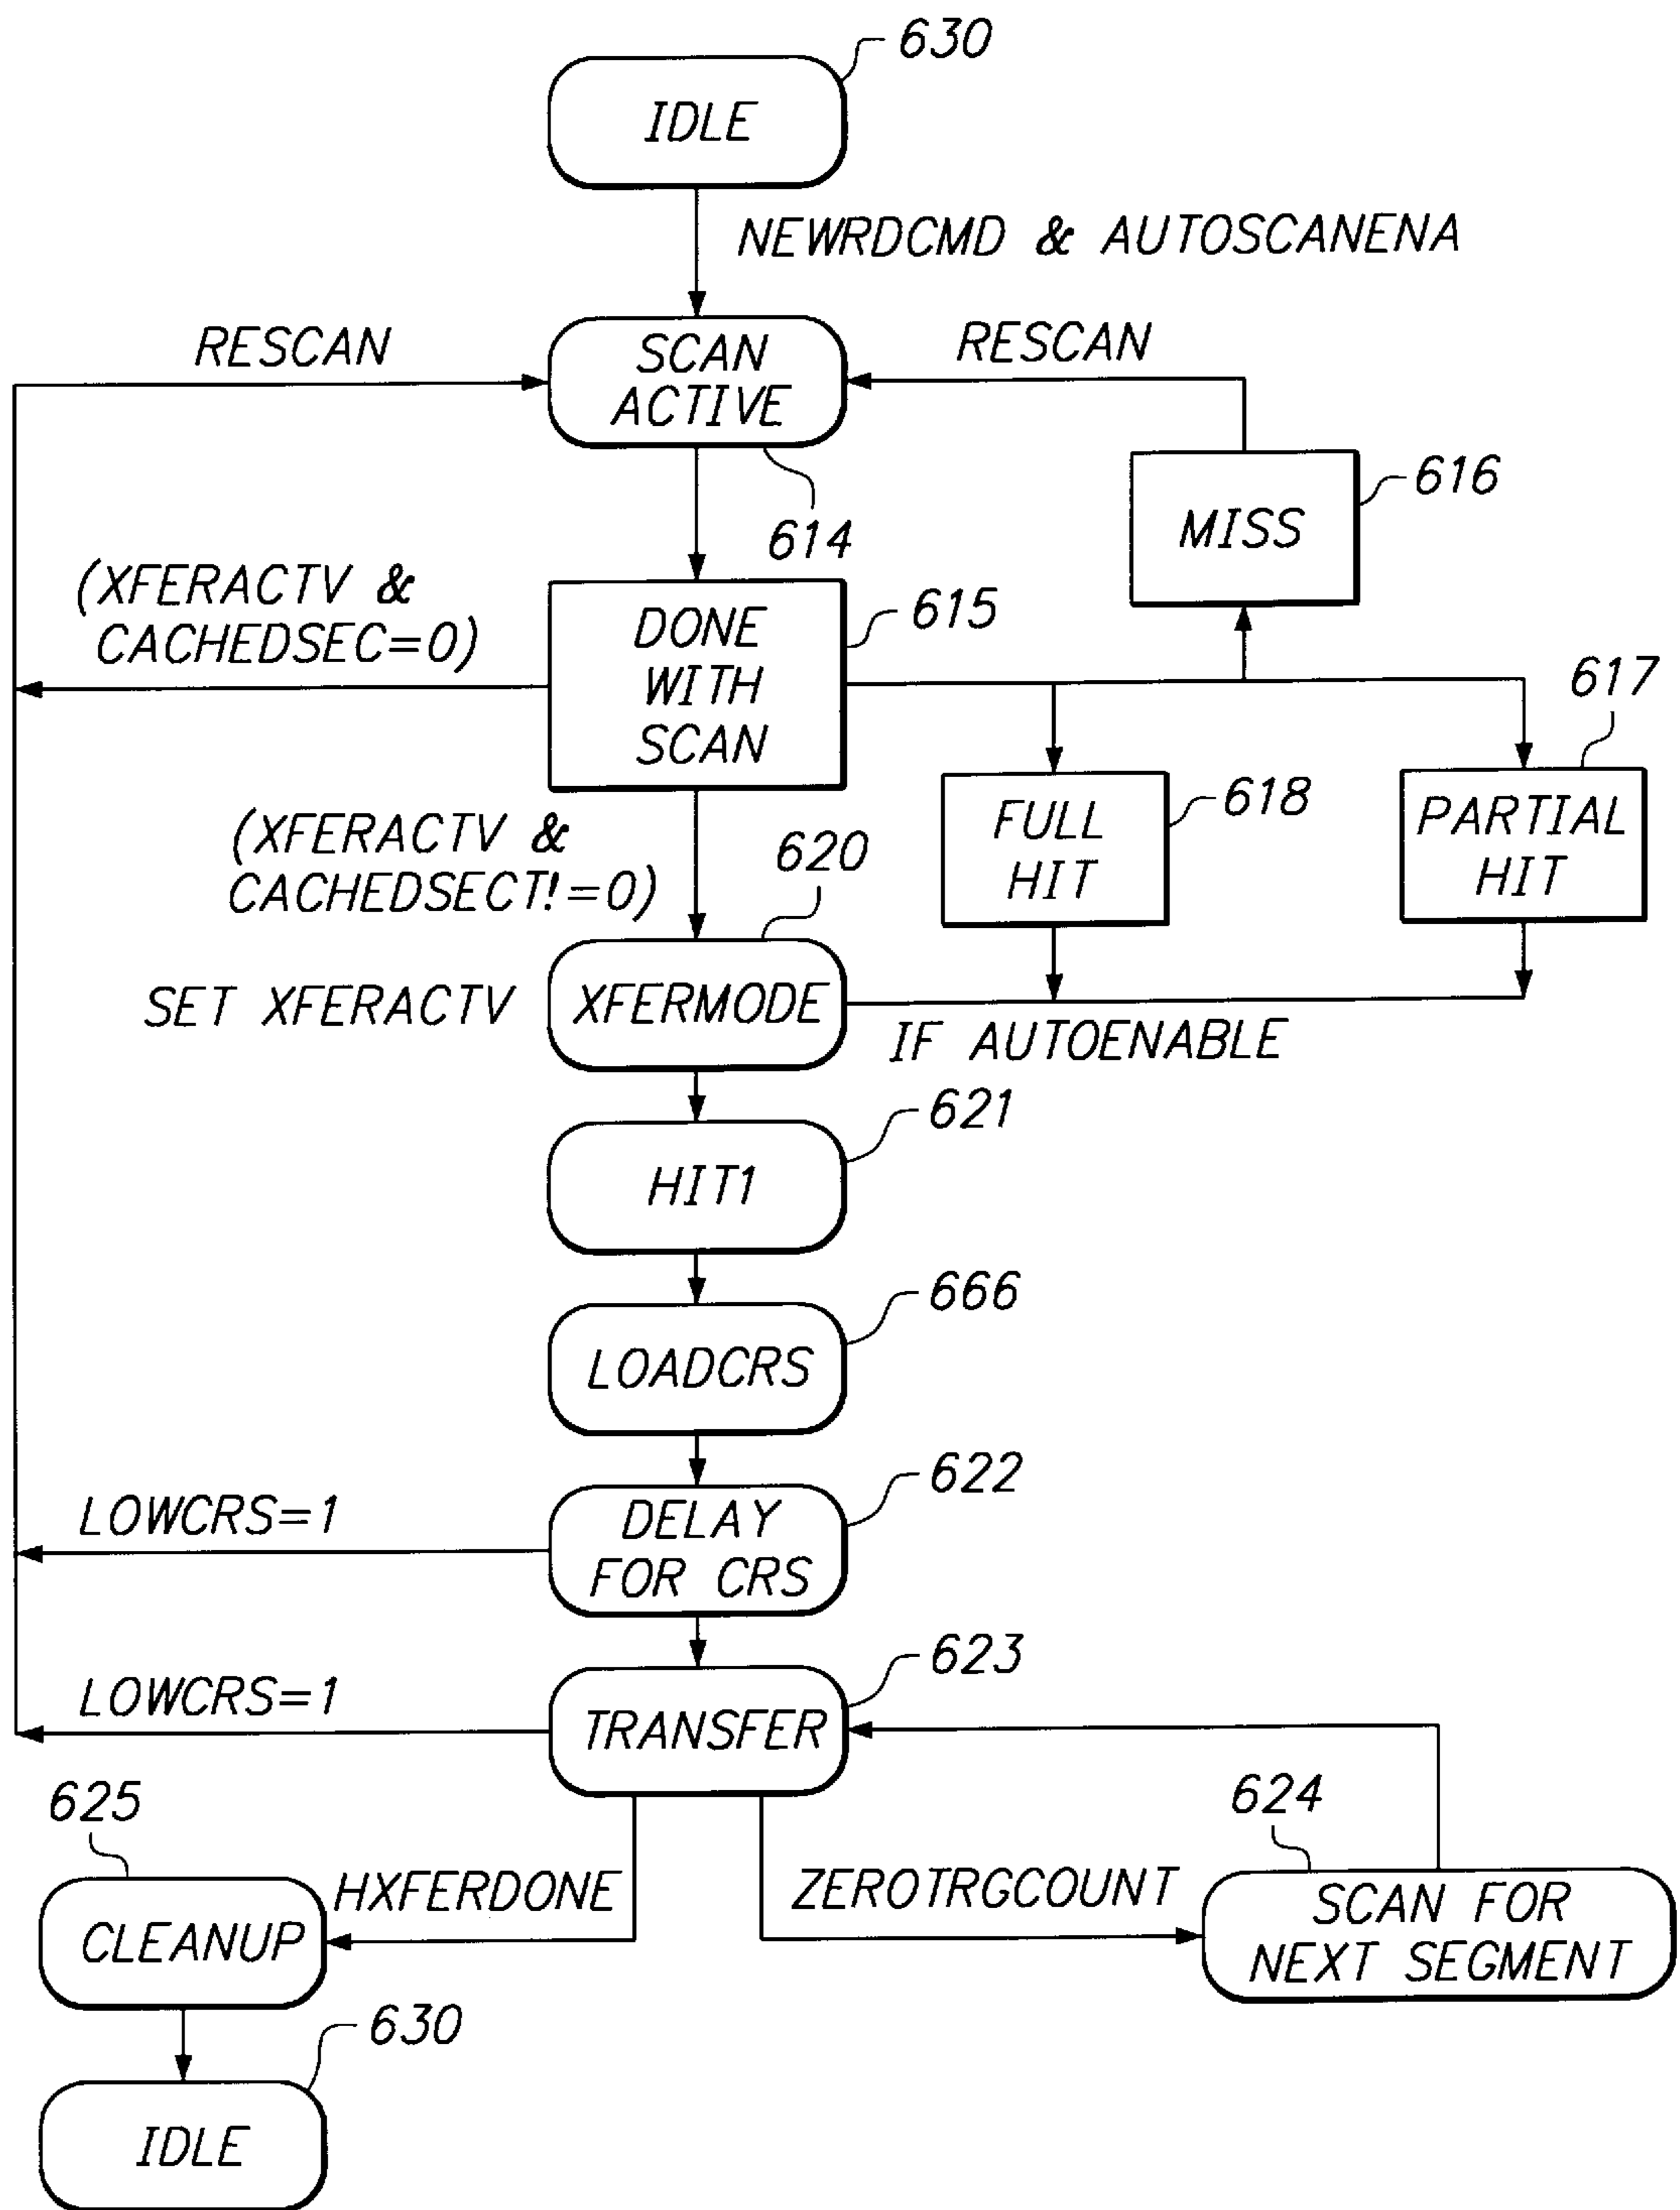 630
IDLE
NEWRDCMD & AUTOSCANENA
RESCAN
SCAN
ACTIVE
RESCAN
614
616
MISS
(XFERACTV &
CACHEDSEC=0)
DONE
WITH
SCAN
615
617
FULL
HIT
618
PARTIAL
HIT
(XFERACTV &
CACHEDSECT!=0)
620
SET XFERACTV
XFERMODE
IF AUTOENABLE
621
HIT1
666
LOADCRS
622
LOWCRS=1
DELAY
FOR CRS
623
LOWCRS=1
TRANSFER
625
624
HXFERDONE
ZEROTRGCOUNT
CLEANUP
SCAN FOR
NEXT SEGMENT
630
IDLE